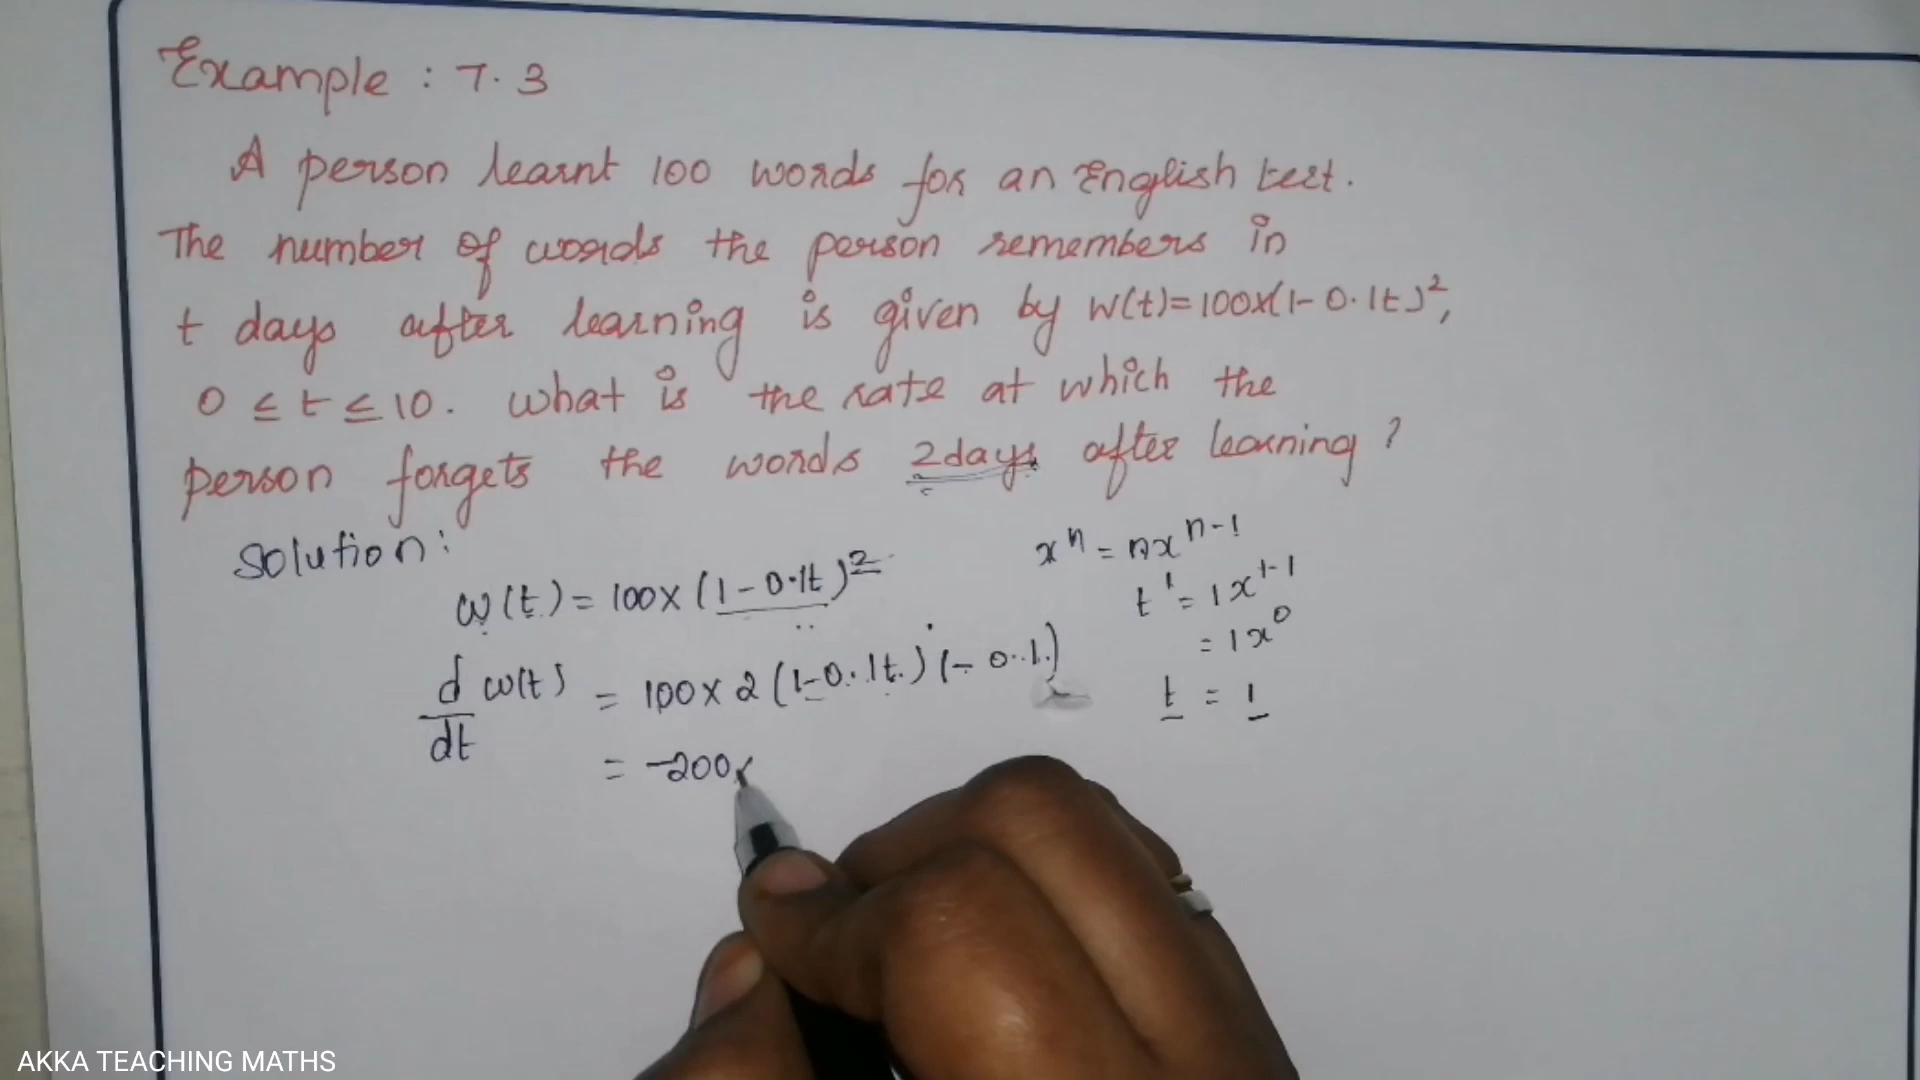 Example : 7.3
A person learnt 100 words for an English test.
The number of words the person remembers in
t days after learning is given by W(t)=100x(1-0.1t)²,
0 ≤ t ≤ 10. What is the rate at which the
person forgets the words 2 days after learning?
Solution:
w(t) = 100x (1-0.1t)²
d/dt w(t) = 100 x 2 (1-0.1t) (-0.1)
= -200x
xⁿ = nxⁿ⁻¹
t¹ = 1x¹⁻¹
= 1x⁰
t = 1
AKKA TEACHING MATHS